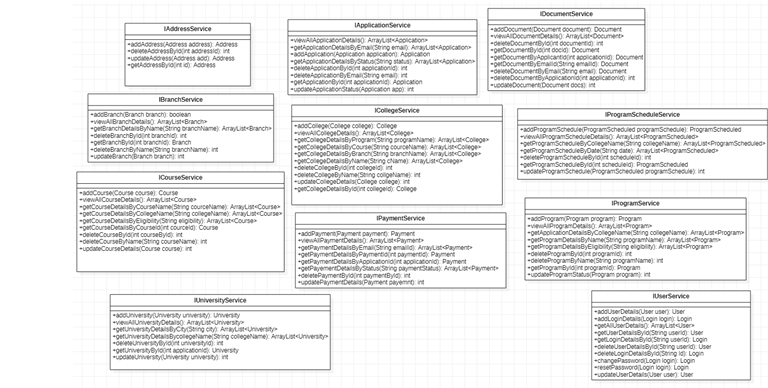 IAddressService
+addAddress(Address address): Address
+deleteAddressById(int addressId): int
+updateAddress(Address add): Address
+getAddressById(int id): Address
IApplicationService
+viewAllApplicationDetails(): ArrayList<Application>
+getApplicationDetailsByEmail(String email): ArrayList<Application>
+addApplication(Application application): Application
+getApplicationDetailsByStatus(String status): ArrayList<Application>
+deleteApplicationById(int applicationId): int
+deleteApplicationByEmail(String email): int
+getApplicationById(int applicationId): Application
+updateApplicationStatus(Application app): int
IDocumentService
+addDocument(Document document): Document
+viewAllDocumentDetails(): ArrayList<Document>
+deleteDocumentById(int documentId): int
+getDocumentById(int docId): Document
+getDocumentByApplicantId(int applicationId): Document
+getDocumentByEmailId(String emailId): Document
+deleteDocumentByEmail(String email): Document
+deleteDocumentByApplicationId(int applicationId): int
+updateDocument(Document docs): int
IBranchService
+addBranch(Branch branch): boolean
+viewAllBranchDetails(): ArrayList<Branch>
+getBranchDetailsByName(String branchName): ArrayList<Branch>
+deleteBranchById(int branchId): int
+getBranchById(int branchId): Branch
+deleteBranchByName(String branchName): int
+updateBranch(Branch branch): int
ICollegeService
+addCollege(College college): College
+viewAllCollegeDetails(): ArrayList<College>
+getCollegeDetailsByProgram(String programName): ArrayList<College>
+getCollegeDetailsByCourse(String courceName): ArrayList<College>
+getCollegeDetailsByBranch(String branchName): ArrayList<College>
+getCollegeDetailsByName(String cName): ArrayList<College>
+deleteCollegeById(int collegeId): int
+deleteCollegeByName(String collgeName): int
+updateCollegeDetails(College college): int
+getCollegeDetailsById(int collegeId): College
IProgramScheduleService
+addProgramSchedule(ProgramScheduled programSchedule): ProgramScheduled
+viewAllProgramScheduleDetails(): ArrayList<ProgramScheduled>
+getProgramScheduleByCollegeName(String collegeName): ArrayList<ProgramScheduled>
+getProgramScheduleByDate(String date): ArrayList<ProgramScheduled>
+deleteProgramScheduleById(int scheduleId): int
+getProgramScheduleById(int scheduleId): ProgramScheduled
+updateProgramSchedule(ProgramScheduled programSchedule): int
ICourseService
+addCourse(Course course): Course
+viewAllCourseDetails(): ArrayList<Course>
+getCourseDetailsByCourseName(String courceName): ArrayList<Course>
+getCourseDetailsByCollegeName(String collegeName): ArrayList<Course>
+getCourseDetailsByEligibility(String eligibility): ArrayList<Course>
+getCourseDetailsByCourseId(int courceId): Course
+deleteCourseById(int courseById): int
+deleteCourseByName(String courseName): int
+updateCourseDetails(Course course): int
IPaymentService
+addPayment(Payment payment): Payment
+viewAllPaymentDetails(): ArrayList<Payment>
+getPaymentDetailsByEmail(String emailId): ArrayList<Payment>
+getPaymentDetailsByPaymentId(int paymentId): Payment
+getPaymentByApplicationId(int applicationId): Payment
+getPayementDetailsByStatus(String paymentStatus): ArrayList<Payment>
+deletePaymentById(int paymentById): int
+updatePaymentDetails(Payment payemnt): int
IProgramService
+addProgram(Program program): Program
+viewAllProgramDetails(): ArrayList<Program>
+getApplicationDetailsByCollegeName(String collegeName): ArrayList<Program>
+getProgramDetailsByName(String programName): ArrayList<Program>
+getProgramDetailsByEligibility(String eligibility): ArrayList<Program>
+deleteProgramById(int programId): int
+deleteProgramByName(String programName): int
+getProgramById(int programId): Program
+updateProgramStatus(Program program): int
IUniversityService
+addUniversity(University university): University
+viewAllUniversityDetails(): ArrayList<University>
+getUniversityDetailsByCity(String city): ArrayList<University>
+getUniversityDetailsBycollegeName(String collegeName): ArrayList<University>
+deleteUniversityById(int universityId): int
+getUniversityById(int applicationId): University
+updateUniversity(University university): int
IUserService
+addUserDetails(User user): User
+addLoginDetails(Login login): Login
+getAllUserDetails(): ArrayList<User>
+getUserDetailsById(String userId): User
+getLoginDetailsById(String userId): Login
+deleteUserDetailsById(String userId): User
+deleteLoginDetailsById(String Id): Login
+changePassword(Login login): Login
+resetPassword(Login login): Login
+updateUserDetails(User user): User